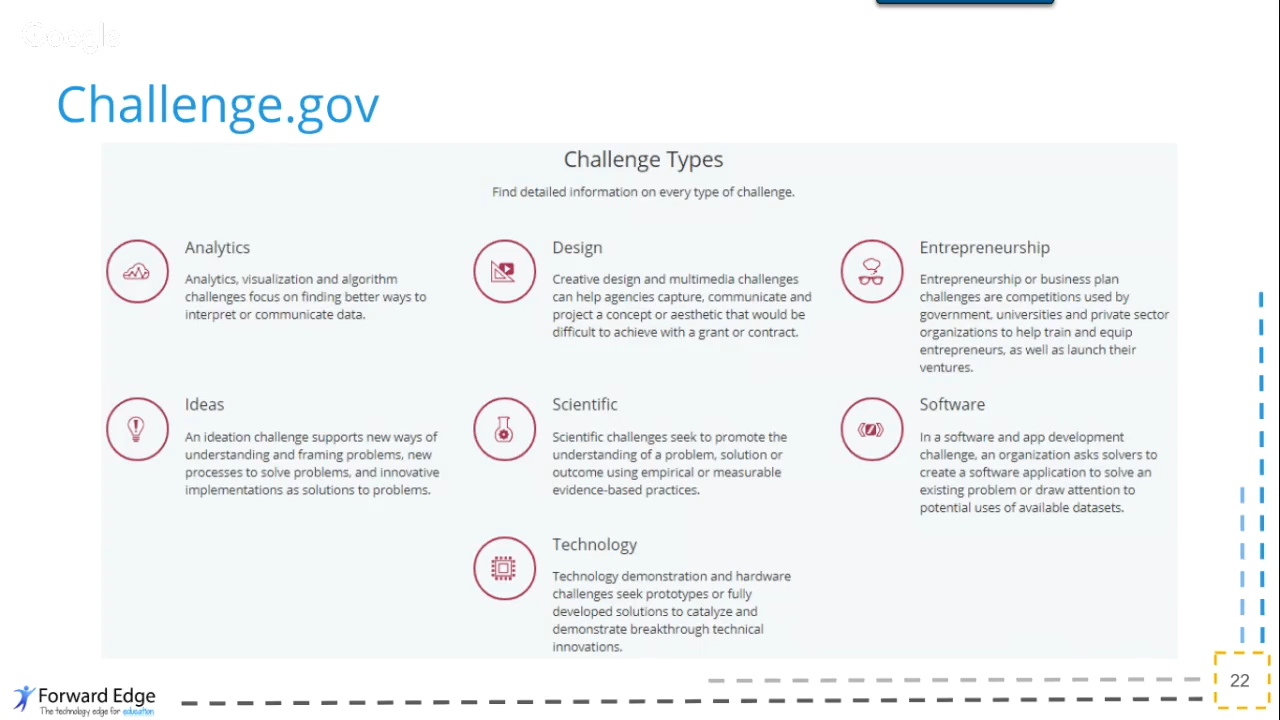 Google
Challenge.gov
Challenge Types
Find detailed information on every type of challenge.
Analytics
Analytics, visualization and algorithm
challenges focus on finding better ways to
interpret or communicate data.
Design
Creative design and multimedia challenges
can help agencies capture, communicate and
project a concept or aesthetic that would be
difficult to achieve with a grant or contract.
Entrepreneurship
Entrepreneurship or business plan
challenges are competitions used by
government, universities and private sector
organizations to help train and equip
entrepreneurs, as well as launch their
ventures.
Ideas
An ideation challenge supports new ways of
understanding and framing problems, new
processes to solve problems, and innovative
implementations as solutions to problems.
Scientific
Scientific challenges seek to promote the
understanding of a problem, solution or
outcome using empirical or measurable
evidence-based practices.
Software
In a software and app development
challenge, an organization asks solvers to
create a software application to solve an
existing problem or draw attention to
potential uses of available datasets.
Technology
Technology demonstration and hardware
challenges seek prototypes or fully
developed solutions to catalyze and
demonstrate breakthrough technical
innovations.
Forward Edge
The technology edge for education
22